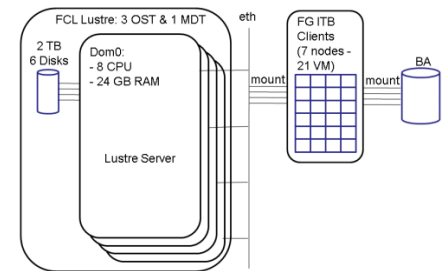 FCL Lustre: 3 OST & 1 MDT
eth
2 TB
6 Disks
Dom0:
- 8 CPU
- 24 GB RAM
Lustre Server
mount
FG ITB
Clients
(7 nodes -
21 VM)
mount
BA